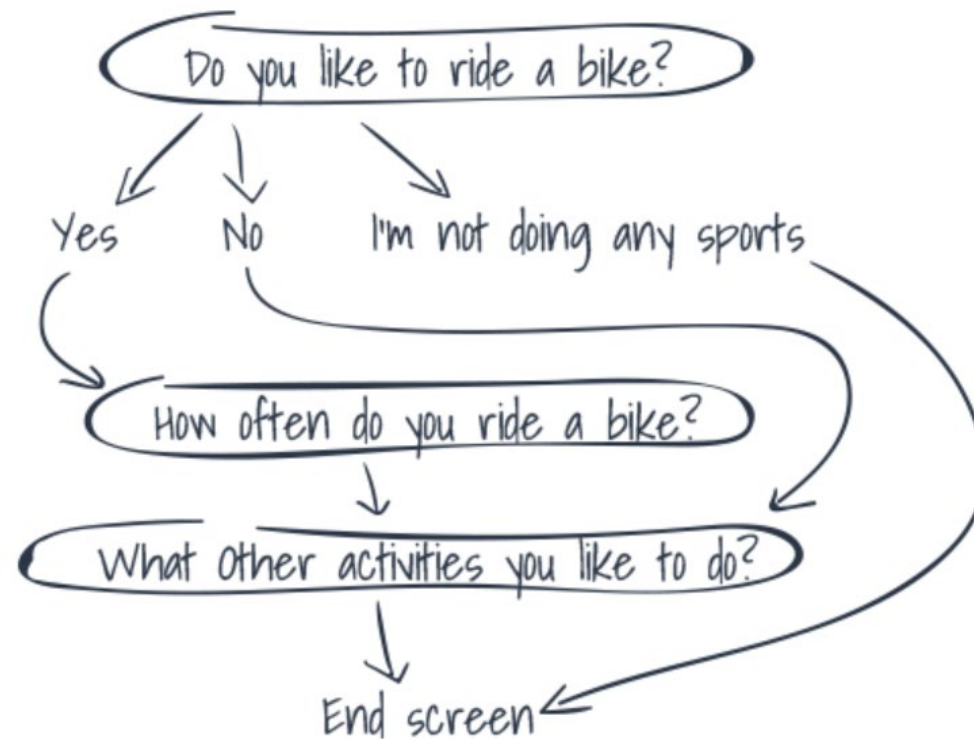 Do you like to ride a bike?
Yes No I'm not doing any sports
How often do you ride a bike?
What other activities you like to do?
End screen